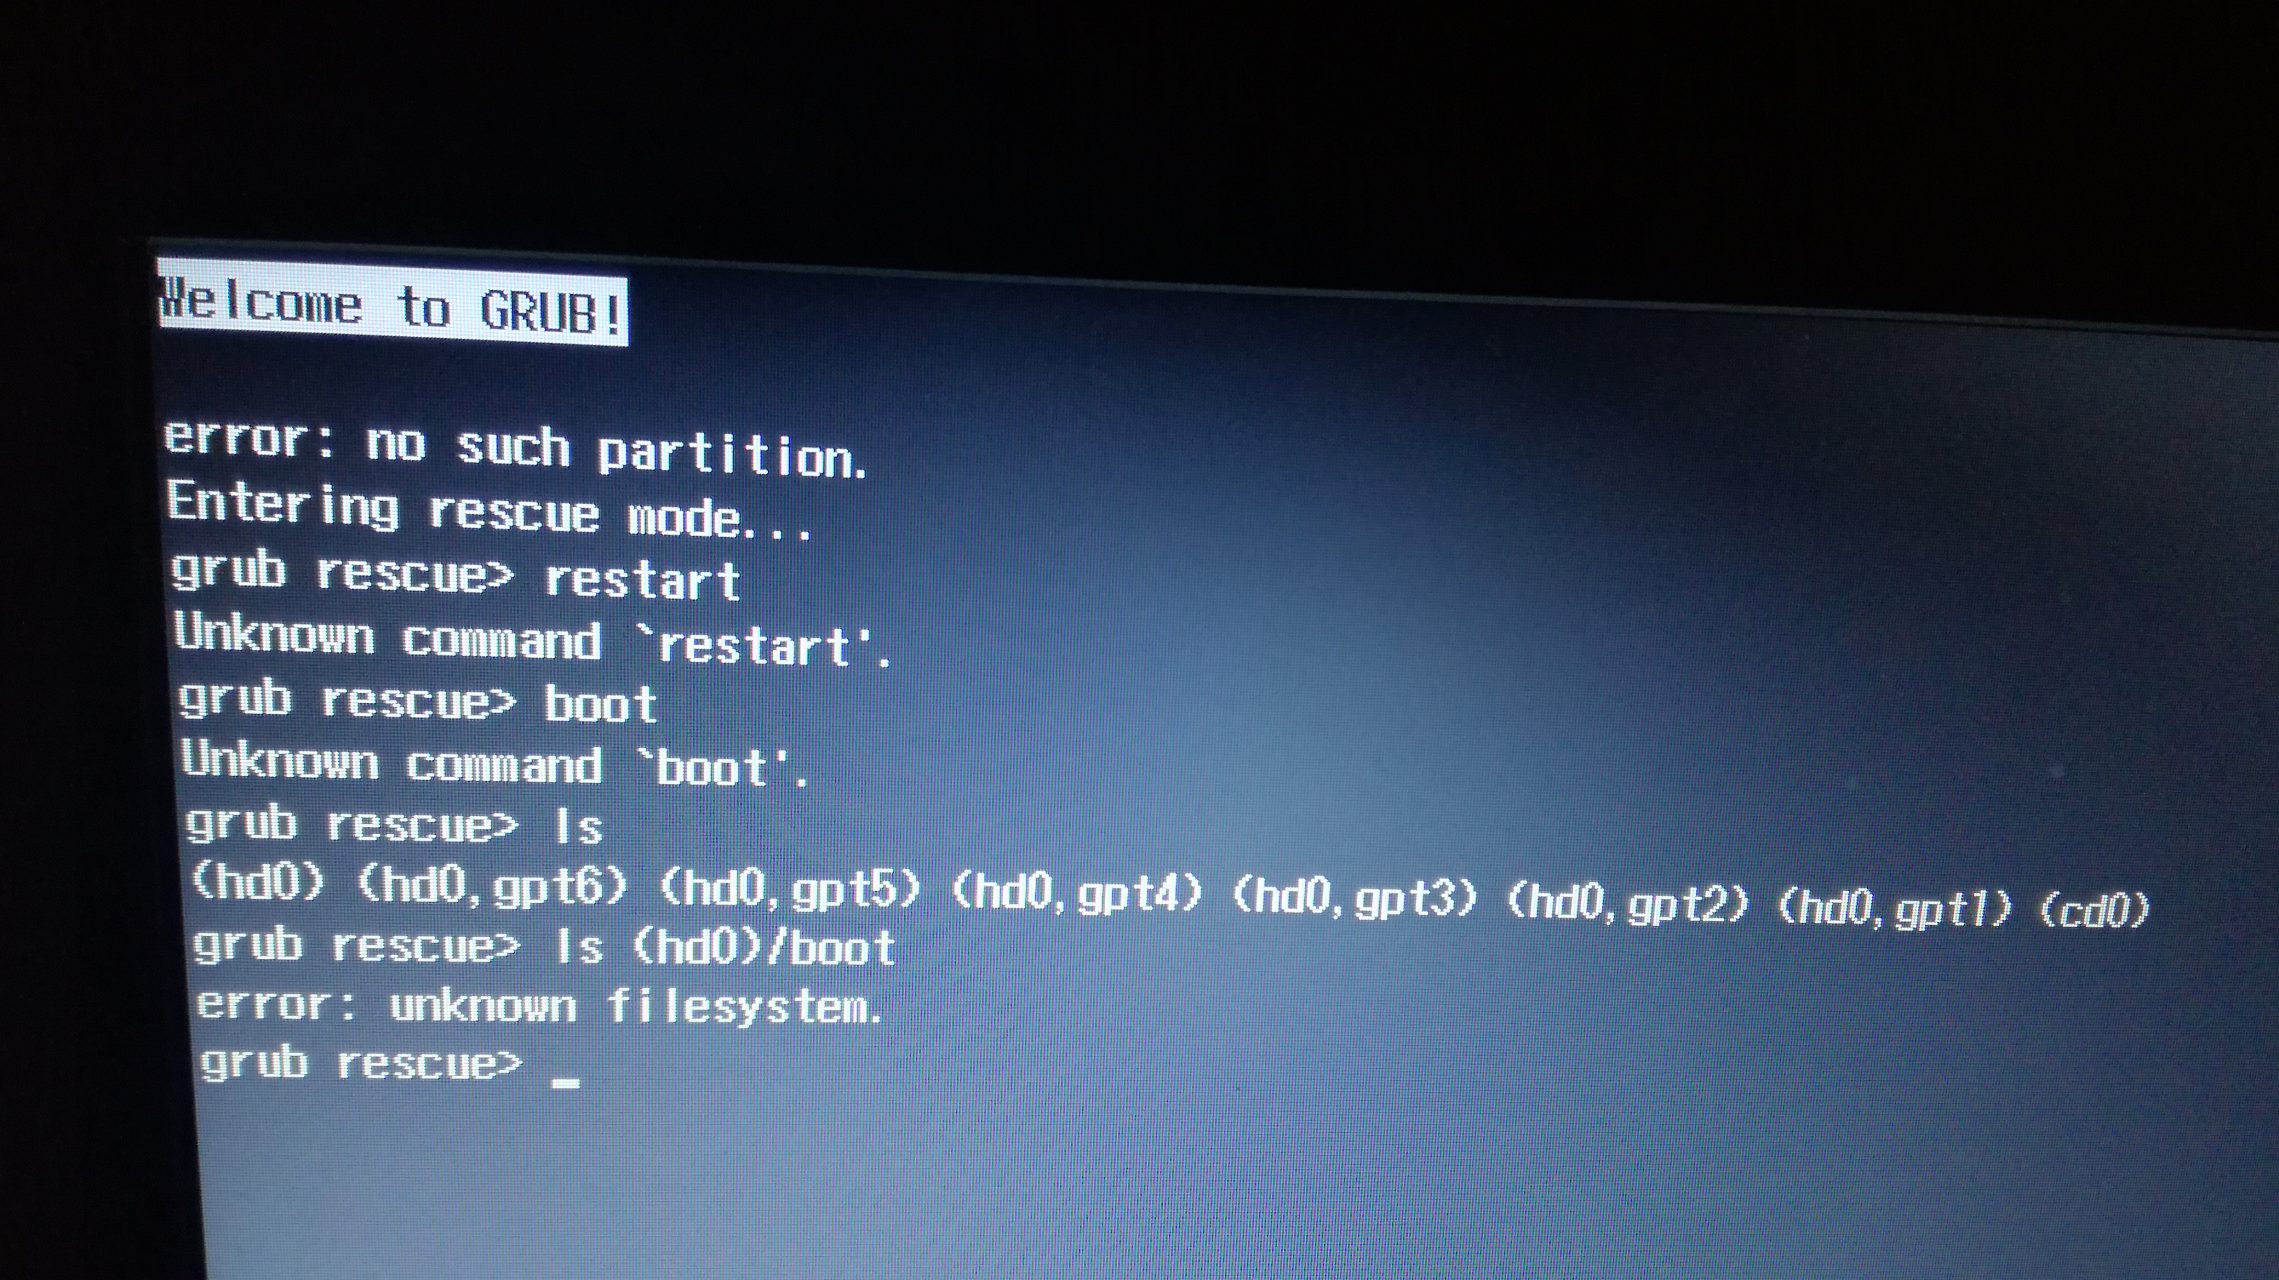 Welcome to GRUB!
error: no such partition.
Entering rescue mode...
grub rescue> restart
Unknown command `restart'.
grub rescue> boot
Unknown command `boot'.
grub rescue> ls
(hd0) (hd0,gpt6) (hd0,gpt5) (hd0,gpt4) (hd0,gpt3) (hd0,gpt2) (hd0,gpt1) (cd0)
grub rescue> ls (hd0)/boot
error: unknown filesystem.
grub rescue> _